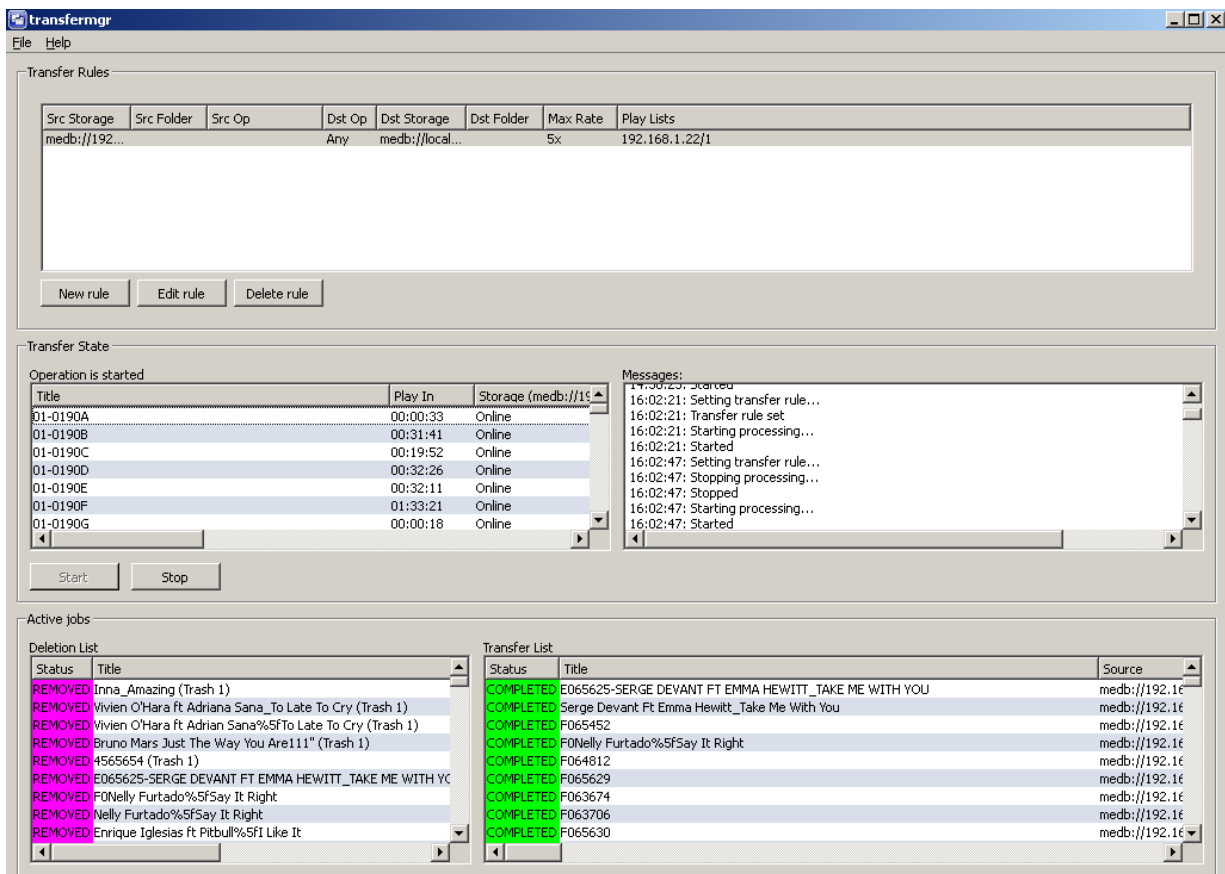 transfermgr
File Help
Transfer Rules
Src Storage Src Folder Src Op Dst Op Dst Storage Dst Folder Max Rate Play Lists
medb://192... Any medb://local... 5x 192.168.1.22/1
New rule Edit rule Delete rule
Transfer State
Operation is started
Title Play In Storage (medb://19
01-0190A 00:00:33 Online
01-0190B 00:31:41 Online
01-0190C 00:19:52 Online
01-0190D 00:32:26 Online
01-0190E 00:32:11 Online
01-0190F 01:33:21 Online
01-0190G 00:00:18 Online
Messages:
14:58:25: Started
16:02:21: Setting transfer rule...
16:02:21: Transfer rule set
16:02:21: Starting processing...
16:02:21: Started
16:02:47: Setting transfer rule...
16:02:47: Stopping processing...
16:02:47: Stopped
16:02:47: Starting processing...
16:02:47: Started
Start Stop
Active jobs
Deletion List
Status Title
REMOVED Inna_Amazing (Trash 1)
REMOVED Vivien O'Hara ft Adriana Sana_To Late To Cry (Trash 1)
REMOVED Vivien O'Hara ft Adrian Sana%5fTo Late To Cry (Trash 1)
REMOVED Bruno Mars Just The Way You Are111" (Trash 1)
REMOVED 4565654 (Trash 1)
REMOVED E065625-SERGE DEVANT FT EMMA HEWITT_TAKE ME WITH YO
REMOVED F0Nelly Furtado%5fSay It Right
REMOVED Nelly Furtado%5fSay It Right
REMOVED Enrique Iglesias ft Pitbull%5fI Like It
Transfer List
Status Title Source
COMPLETED E065625-SERGE DEVANT FT EMMA HEWITT_TAKE ME WITH YOU medb://192.16
COMPLETED Serge Devant Ft Emma Hewitt_Take Me With You medb://192.16
COMPLETED F065452 medb://192.16
COMPLETED F0Nelly Furtado%5fSay It Right medb://192.16
COMPLETED F064812 medb://192.16
COMPLETED F065629 medb://192.16
COMPLETED F063674 medb://192.16
COMPLETED F063706 medb://192.16
COMPLETED F065630 medb://192.16